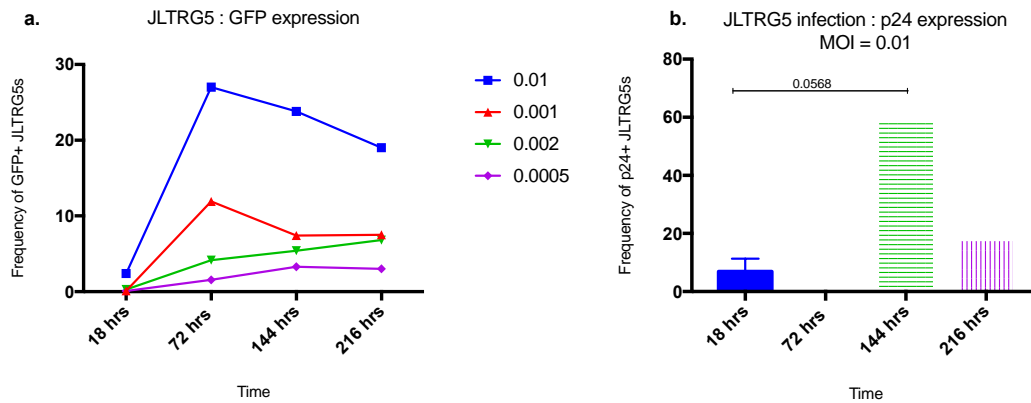 a.
JLTRG5 : GFP expression
Frequency of GFP+ JLTRG5s
30
20
10
0
18 hrs
72 hrs
144 hrs
216 hrs
Time
0.01
0.001
0.002
0.0005
b.
JLTRG5 infection : p24 expression
MOI = 0.01
Frequency of p24+ JLTRG5s
80
60
40
20
0
0.0568
18 hrs
72 hrs
144 hrs
216 hrs
Time